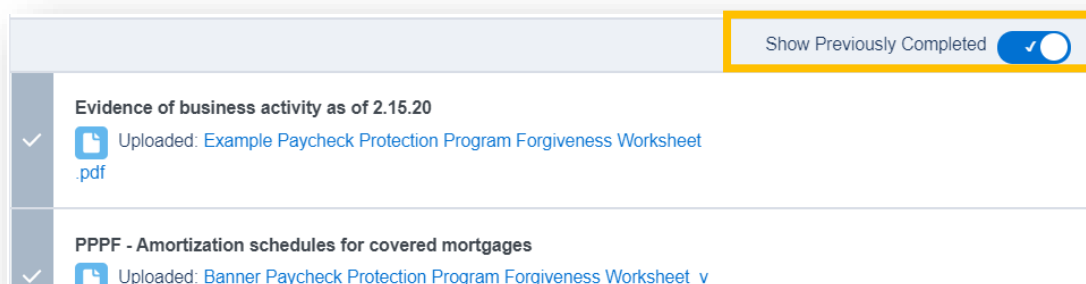 Show Previously Completed
Evidence of business activity as of 2.15.20
Uploaded: Example Paycheck Protection Program Forgiveness Worksheet
.pdf
PPPF - Amortization schedules for covered mortgages
Uploaded: Banner Paycheck Protection Program Forgiveness Worksheet v